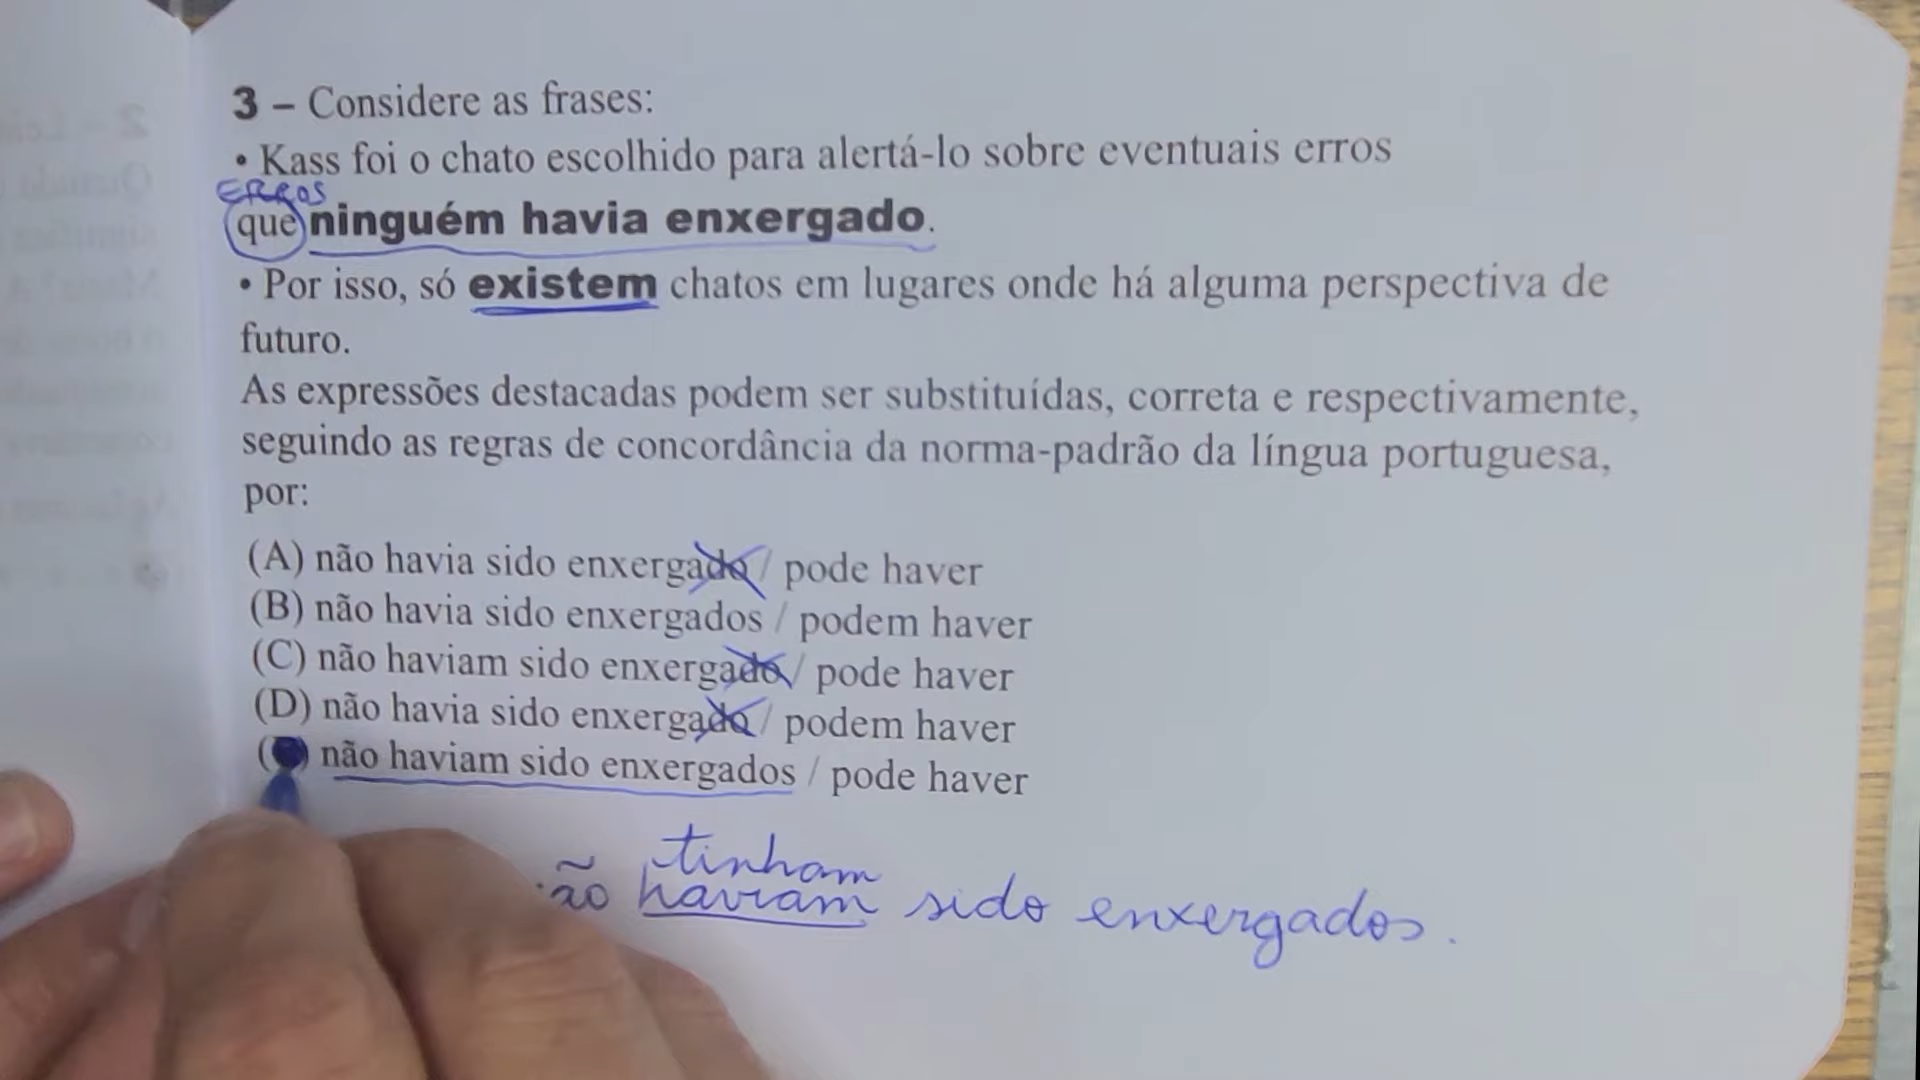 3 – Considere as frases:
• Kass foi o chato escolhido para alertá-lo sobre eventuais erros
ERROS
que ninguém havia enxergado.
• Por isso, só existem chatos em lugares onde há alguma perspectiva de
futuro.
As expressões destacadas podem ser substituídas, correta e respectivamente,
seguindo as regras de concordância da norma-padrão da língua portuguesa,
por:
(A) não havia sido enxergado / pode haver
(B) não havia sido enxergados / podem haver
(C) não haviam sido enxergado / pode haver
(D) não havia sido enxergado / podem haver
não haviam sido enxergados / pode haver
tinham
ão haviam sido enxergados.